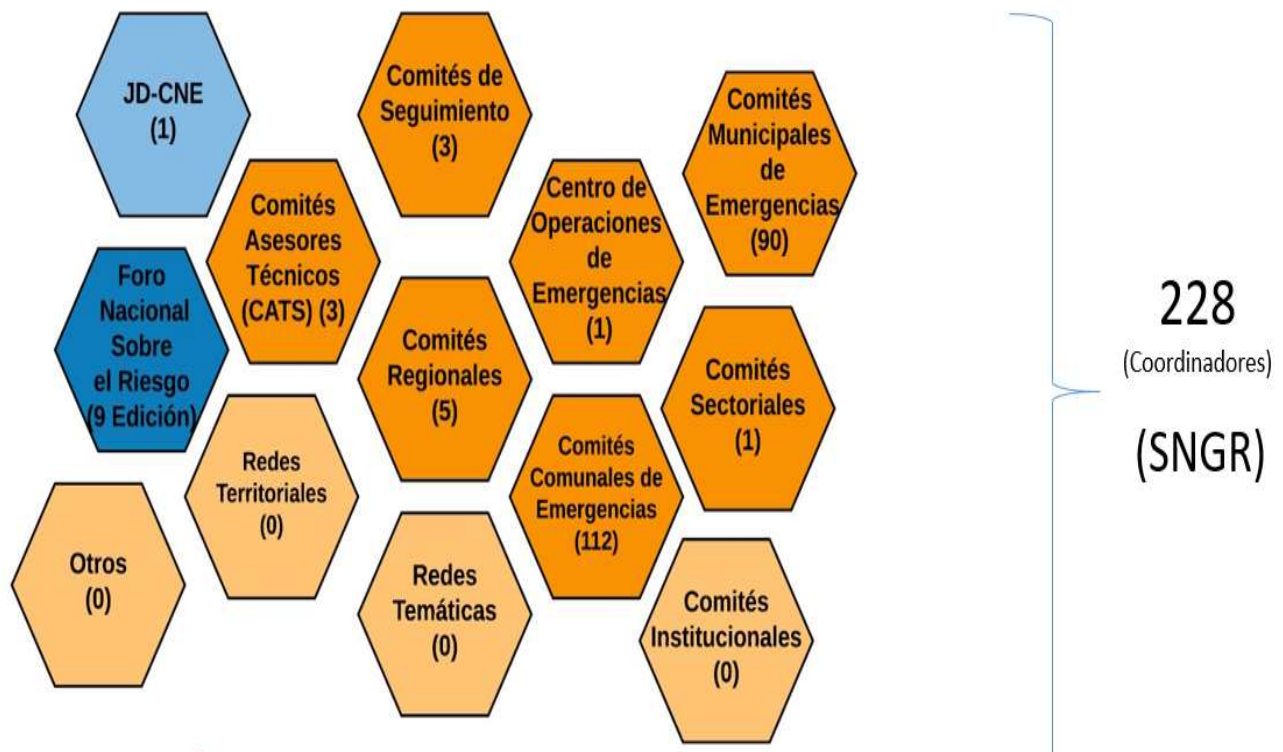 JD-CNE
(1)
Comités de
Seguimiento
(3)
Comités
Municipales
de
Emergencias
(90)
Comités
Asesores
Técnicos
(CATS) (3)
Centro de
Operaciones
de
Emergencias
(1)
Foro
Nacional
Sobre
el Riesgo
(9 Edición)
Comités
Regionales
(5)
Comités
Sectoriales
(1)
Redes
Territoriales
(0)
Comités
Comunales de
Emergencias
(112)
Otros
(0)
Redes
Temáticas
(0)
Comités
Institucionales
(0)
228
(Coordinadores)
(SNGR)